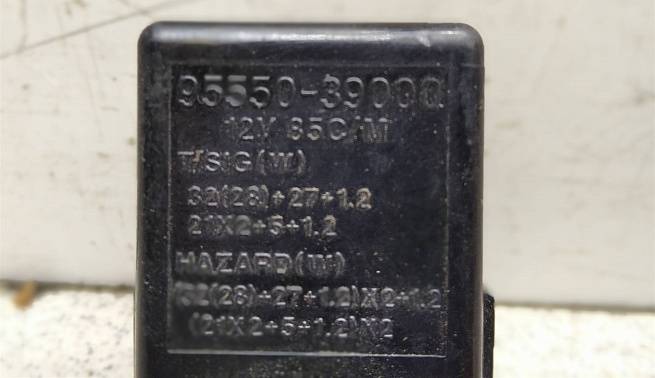 95550-39000
12V 85C/M
T/SIG(W)
32(28)+27+1.2
21X2+5+1.2
HAZARD(W)
(32(28)+27+1.2)X2+1.2
(21X2+5+1.2)X2